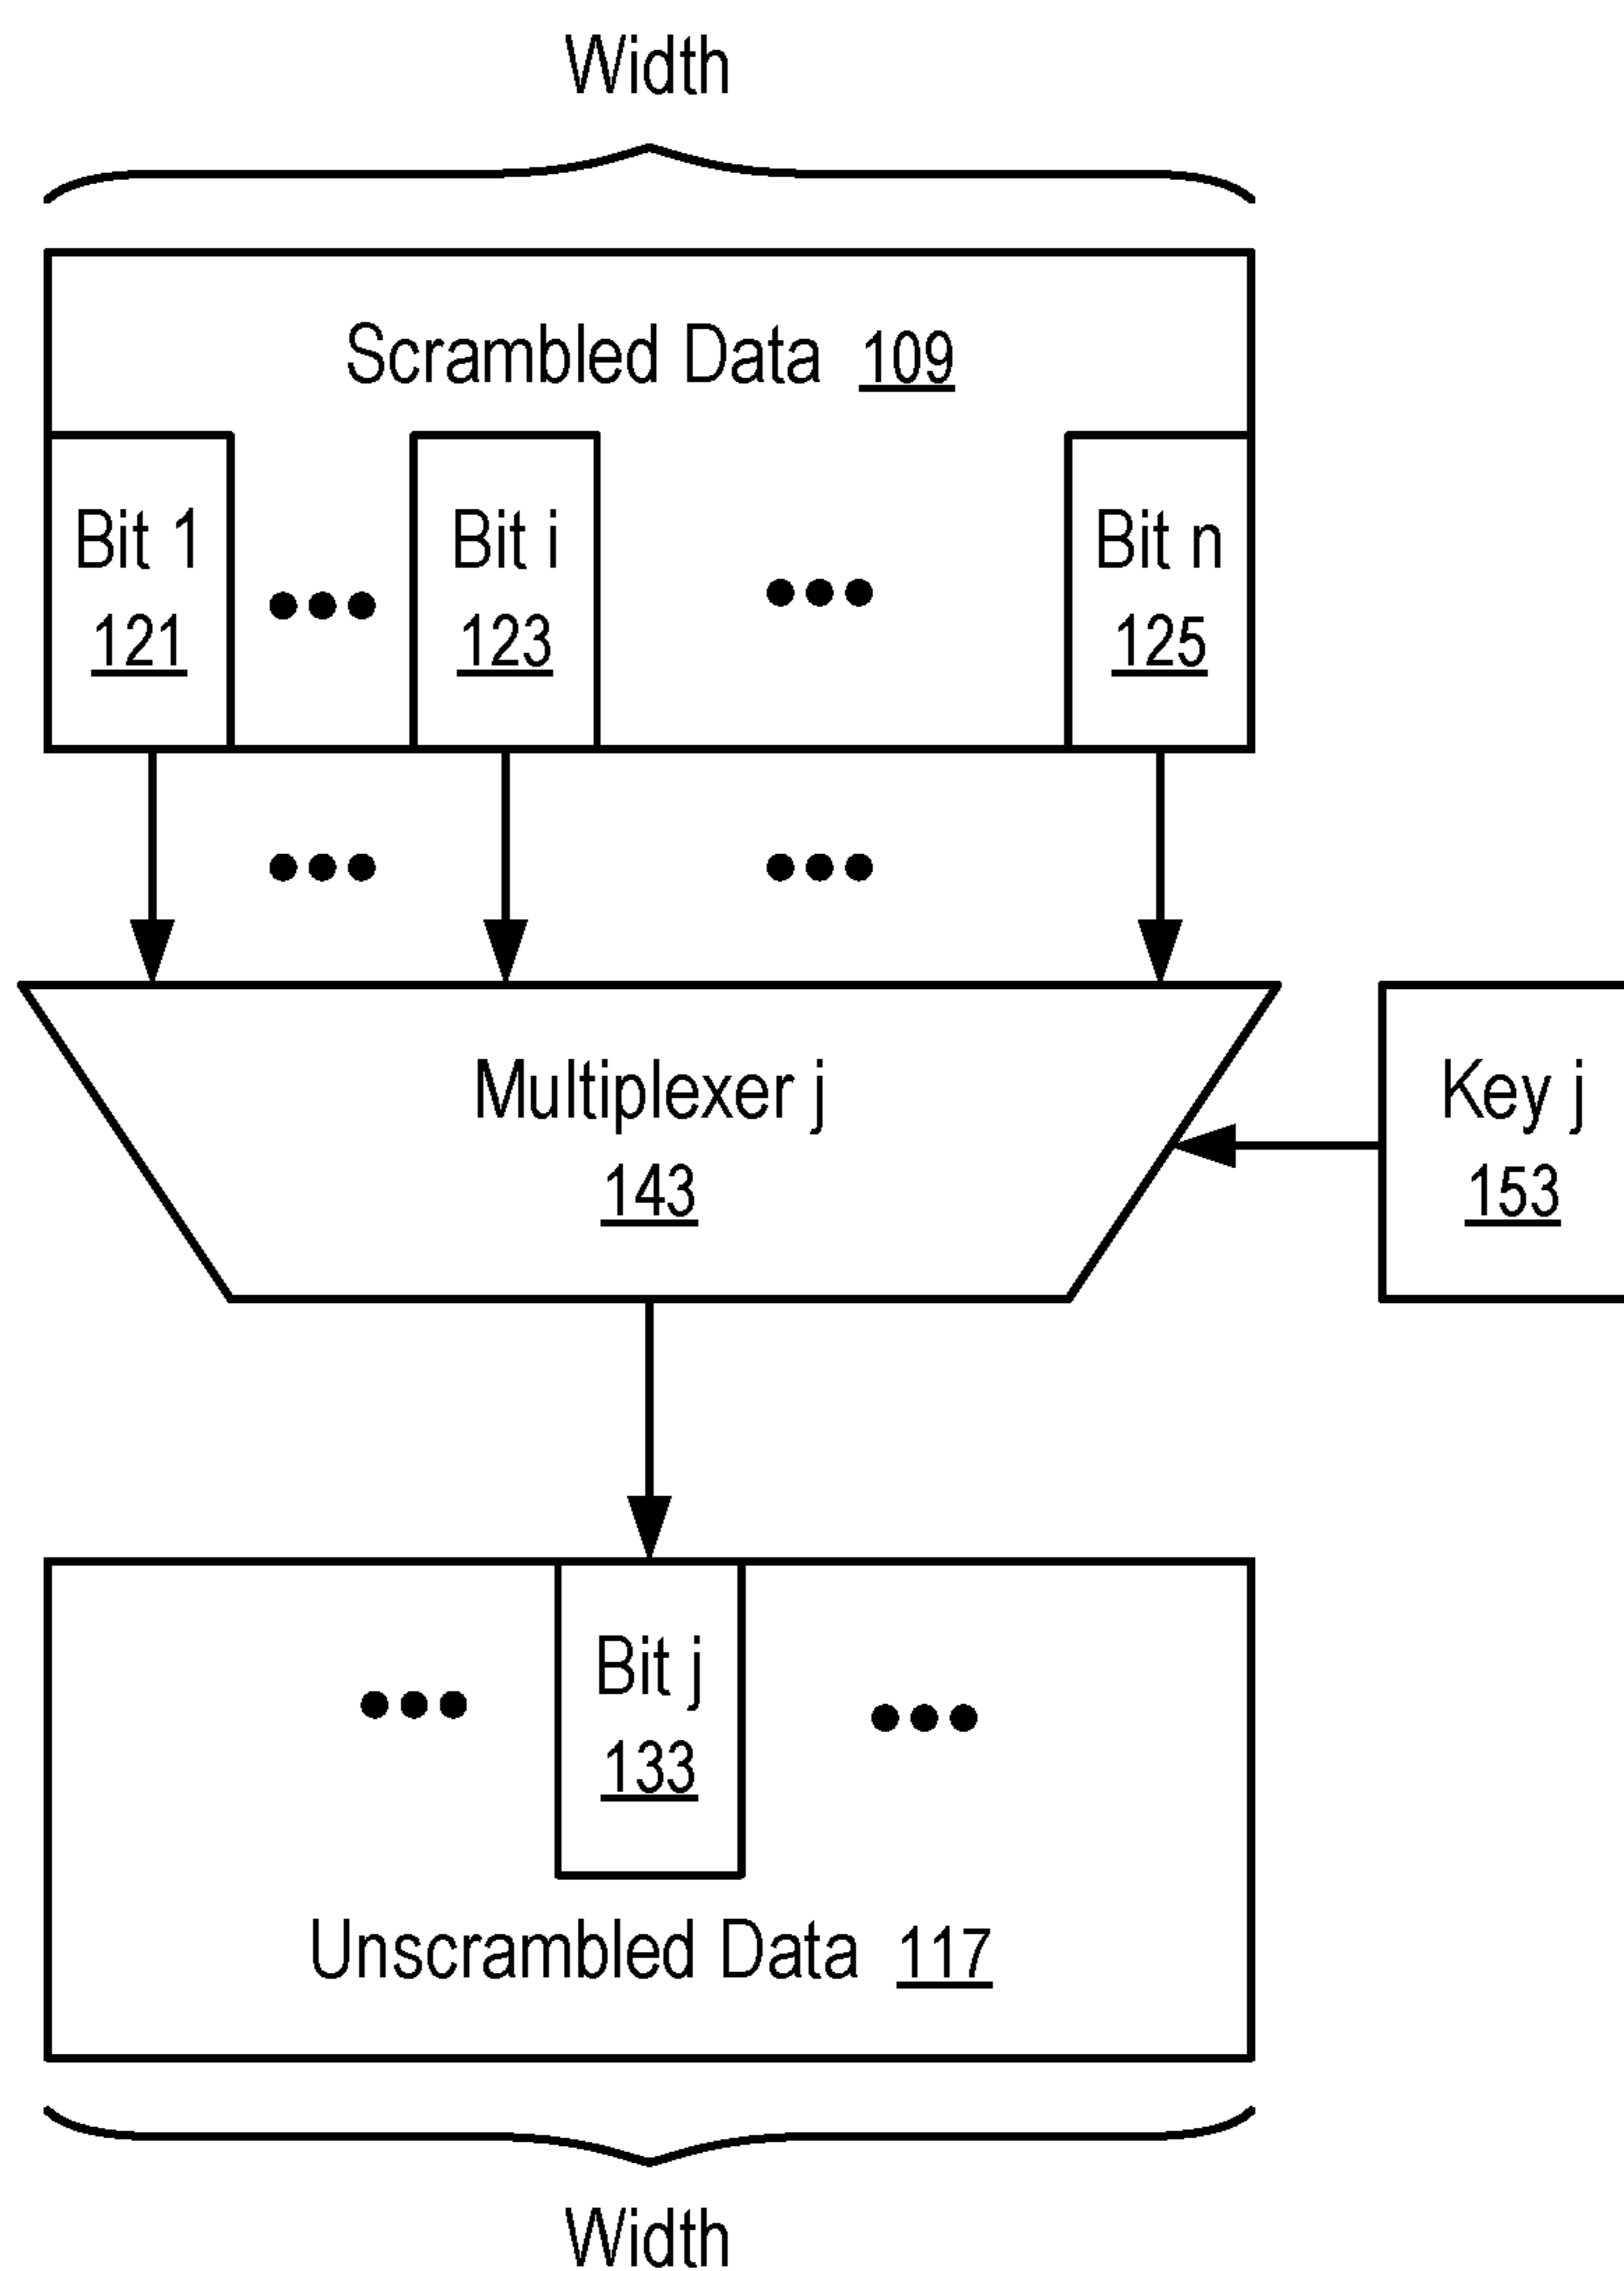 Width
Scrambled Data 109
Bit 1 Bit i Bit n
121 123 125
Multiplexer j Key j
143 153
Bit j
133
Unscrambled Data 117
Width